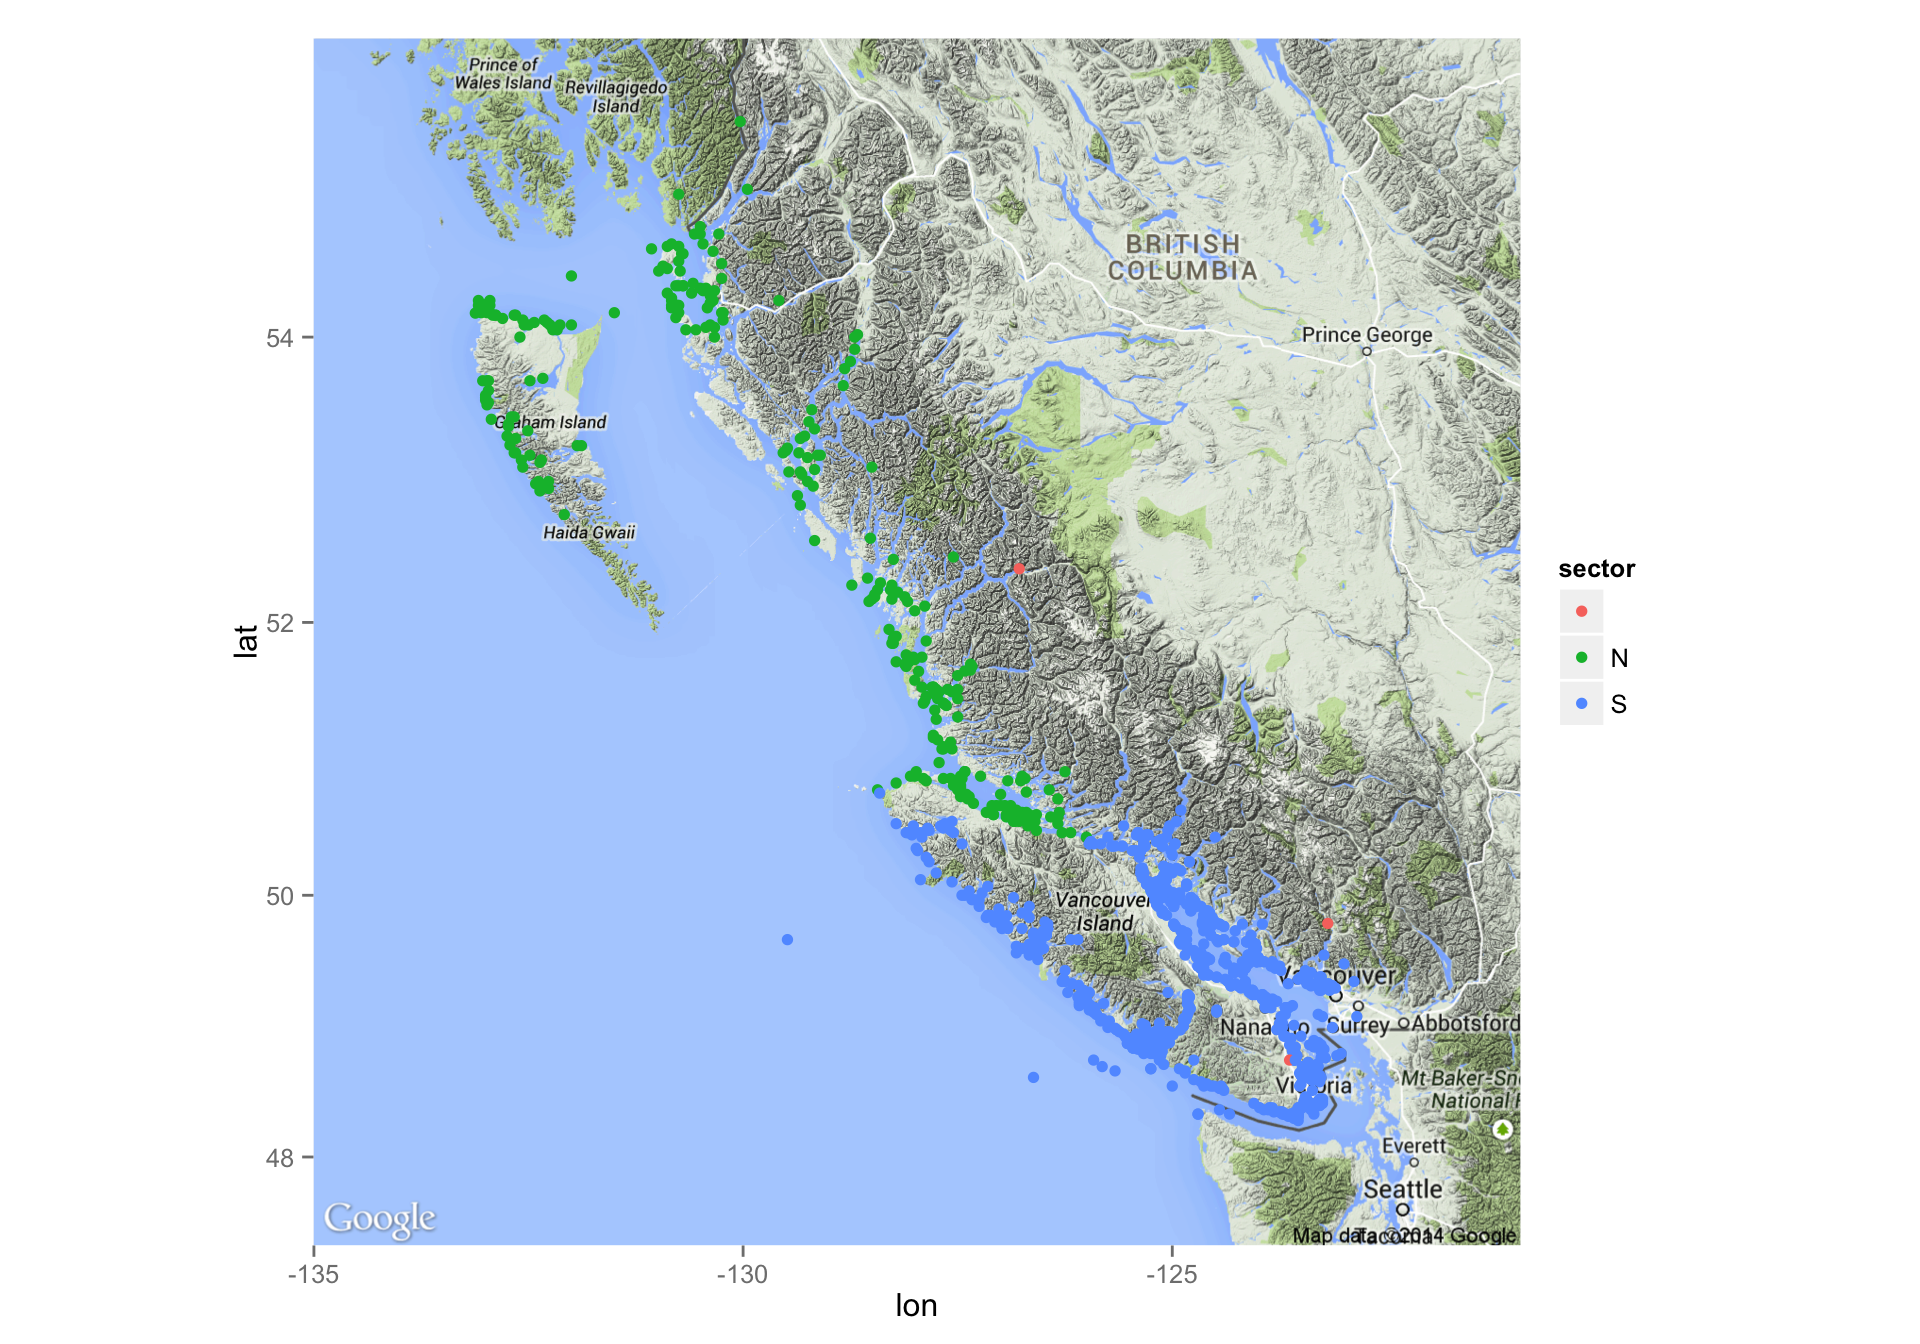 Prince of
Wales Island
Revillagigedo
Island
BRITISH
COLUMBIA
Prince George
54
Graham Island
Haida Gwaii
sector
N
S
52
lat
50
Vancouver
Island
Vancouver
Nanaimo
Surrey
Abbotsford
Victoria
Mt Baker-Sno
National F
Everett
48
Seattle
Google
Map data ©2014 Google
Tacoma
-135
-130
-125
lon